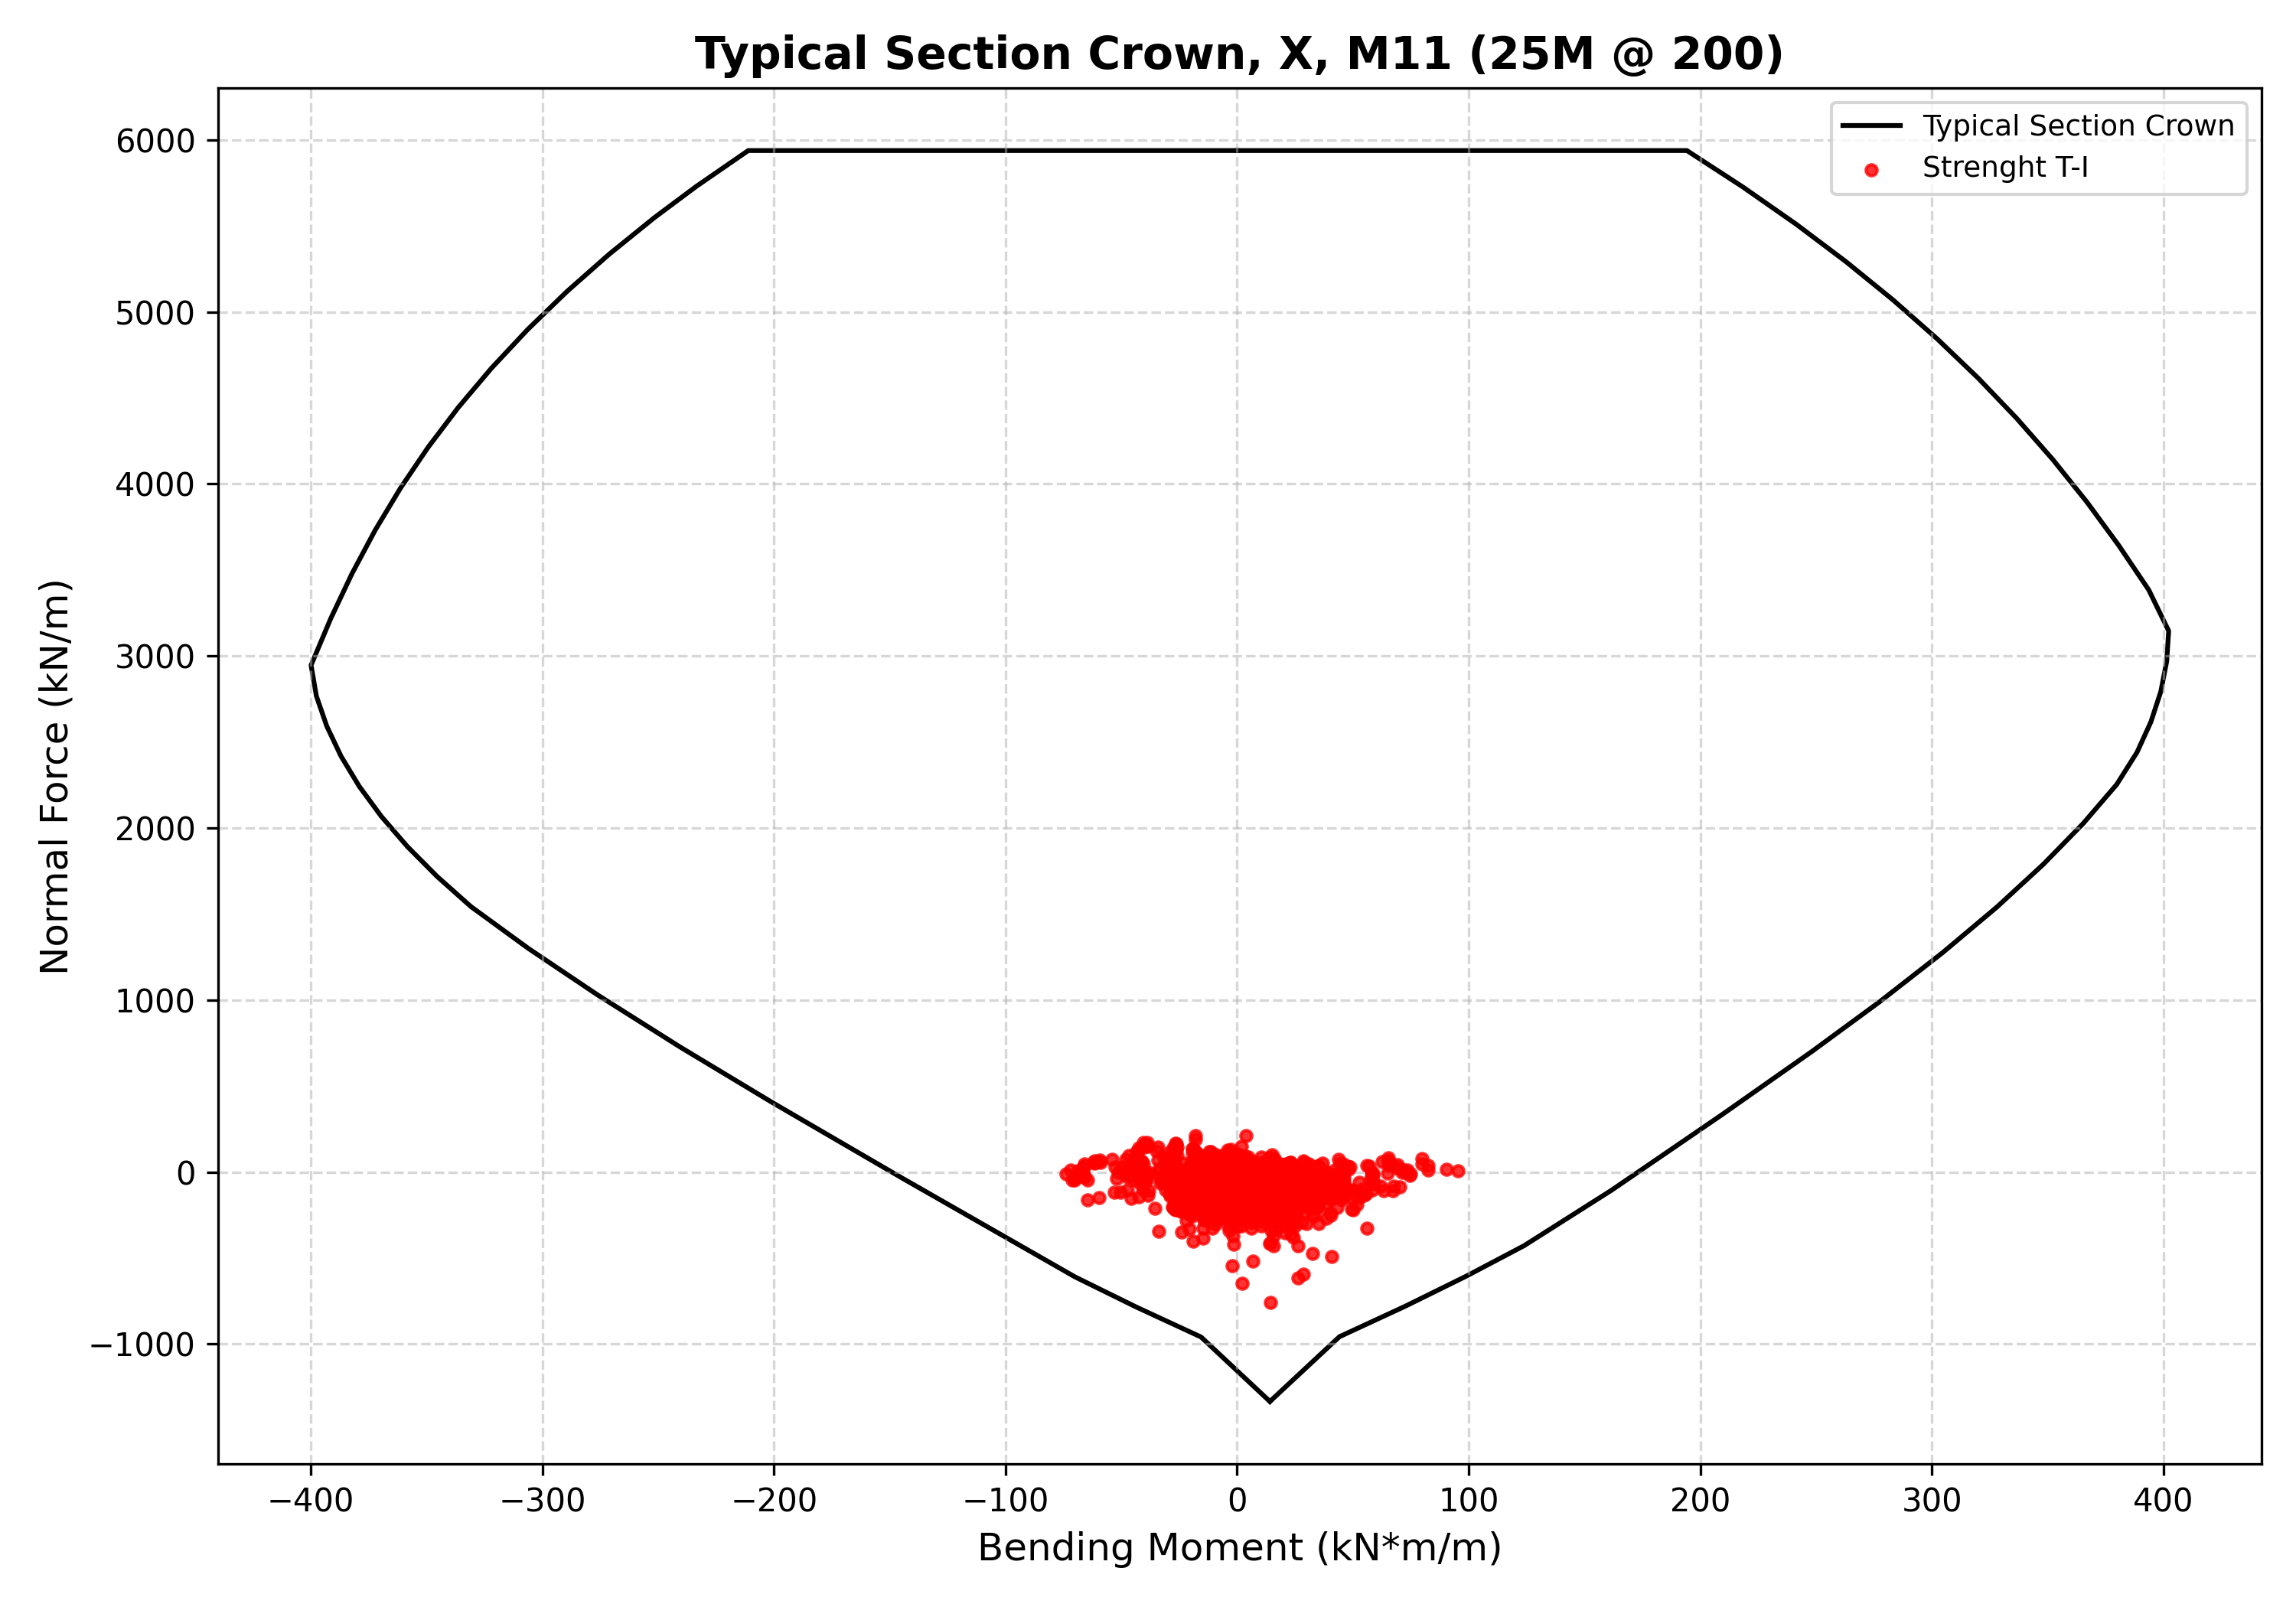 Typical Section Crown, X, M11 (25M @ 200)
Typical Section Crown
Strenght T-I
Normal Force (kN/m)
6000
5000
4000
3000
2000
1000
0
−1000
−400 −300 −200 −100 0 100 200 300 400
Bending Moment (kN*m/m)